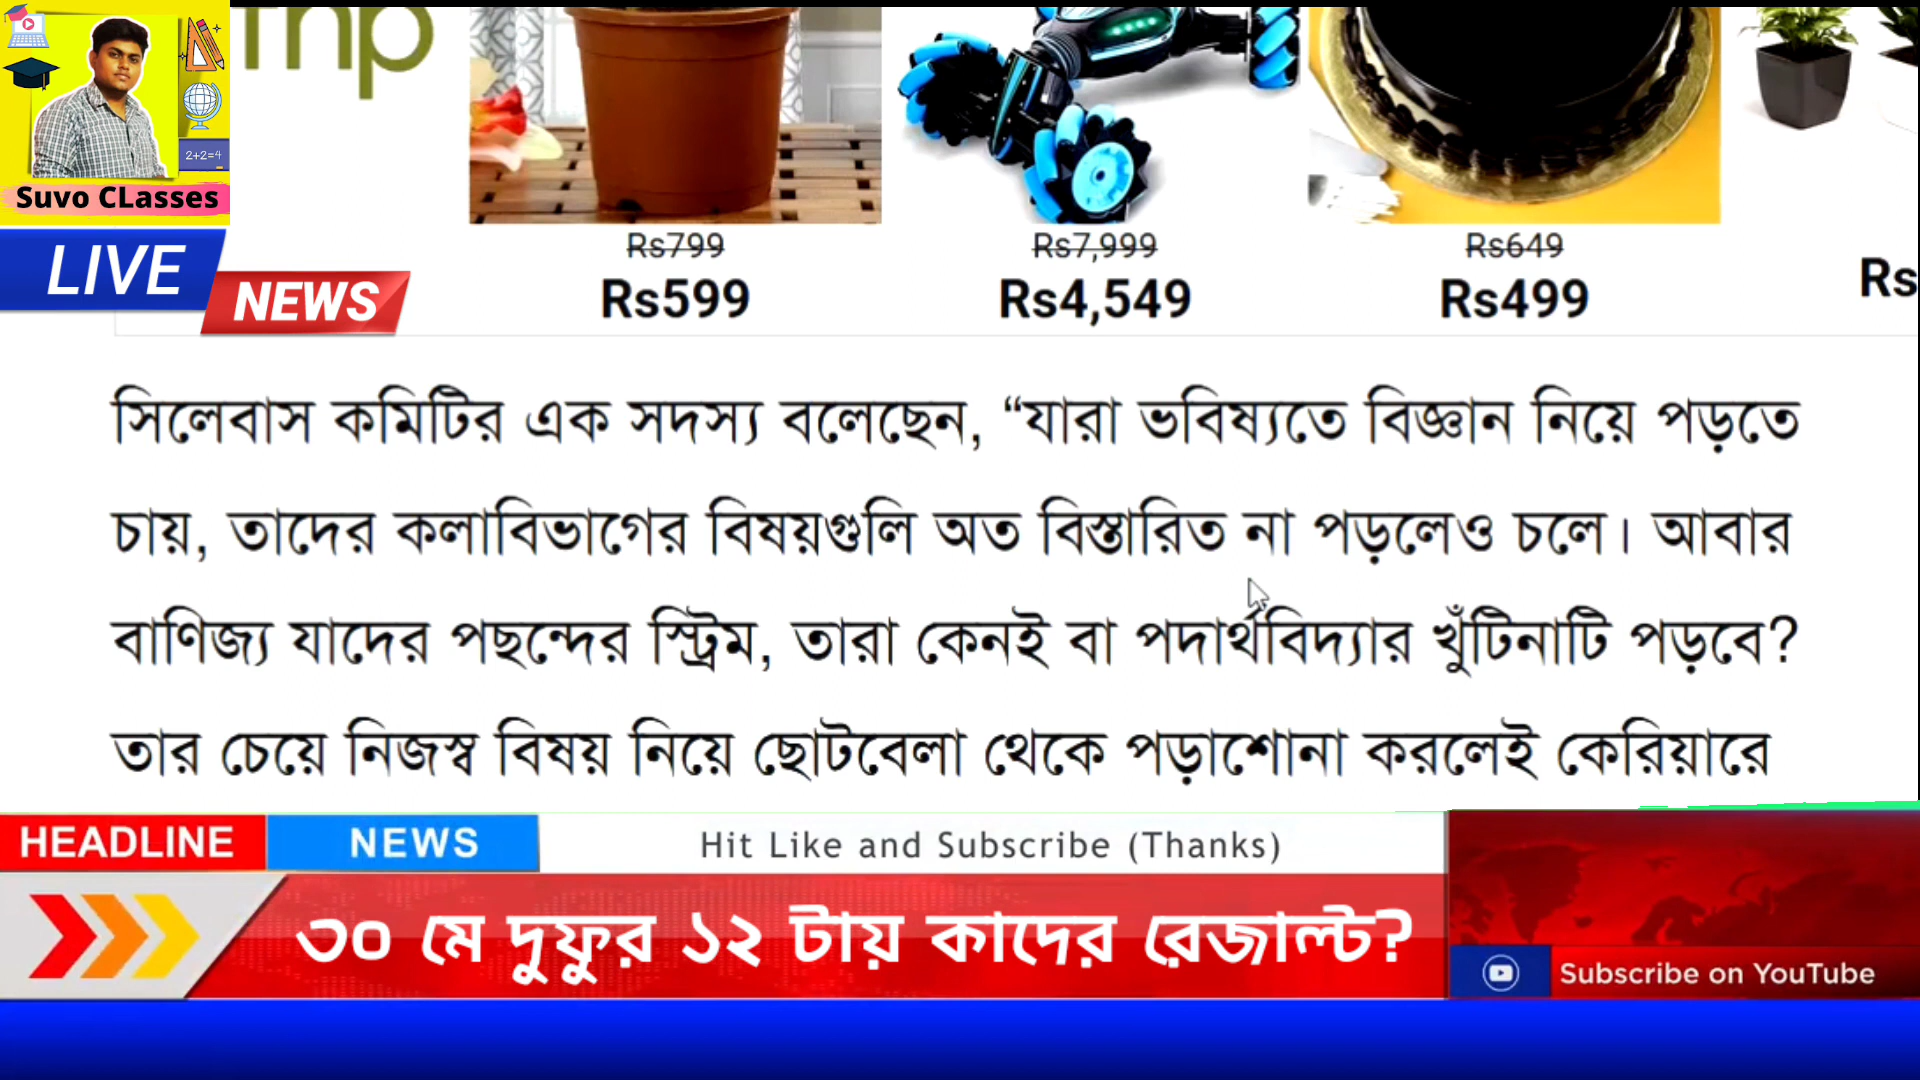 fnp
2+2=4
Suvo CLasses
LIVE
NEWS
Rs799
Rs7,999
Rs649
Rs599
Rs4,549
Rs499
Rs
সিলেবাস কমিটির এক সদস্য বলেছেন, “যারা ভবিষ্যতে বিজ্ঞান নিয়ে পড়তে
চায়, তাদের কলাবিভাগের বিষয়গুলি অত বিস্তারিত না পড়লেও চলে। আবার
বাণিজ্য যাদের পছন্দের স্ট্রিম, তারা কেনই বা পদার্থবিদ্যার খুঁটিনাটি পড়বে?
তার চেয়ে নিজস্ব বিষয় নিয়ে ছোটবেলা থেকে পড়াশোনা করলেই কেরিয়ারে
HEADLINE NEWS Hit Like and Subscribe (Thanks)
৩০ মে দুফুর ১২ টায় কাদের রেজাল্ট?
Subscribe on YouTube